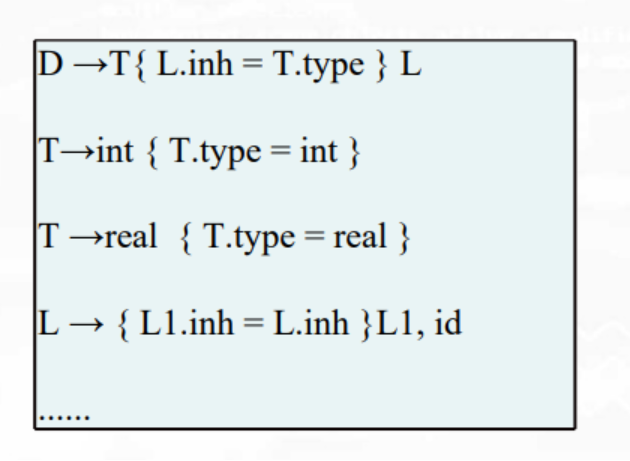 D →T{ L.inh = T.type } L
T→int { T.type = int }
T →real { T.type = real }
L → { L1.inh = L.inh }L1, id
......